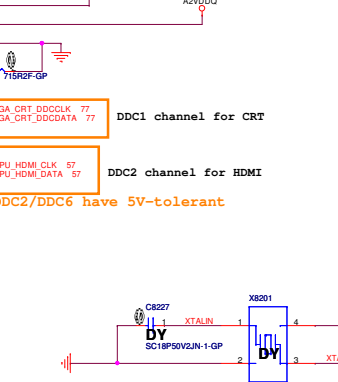 A2VDDQ
715R2F-GP
GA_CRT_DDCCLK 77
GA_CRT_DDCDATA 77
DDC1 channel for CRT
PU_HDMI_CLK 57
PU_HDMI_DATA 57
DDC2 channel for HDMI
DDC2/DDC6 have 5V-tolerant
C8227
X8201
1 XTALIN 1 4
DY
SC18P50V2JN-1-GP
DY
2 3 XT